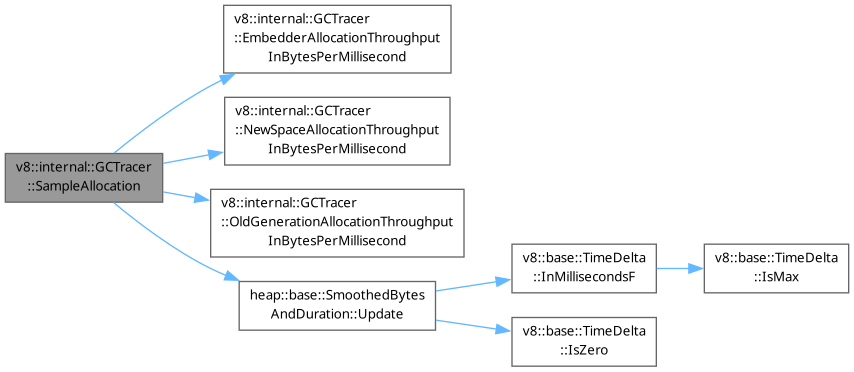 v8::internal::GCTracer
::EmbedderAllocationThroughput
InBytesPerMillisecond
v8::internal::GCTracer
::NewSpaceAllocationThroughput
InBytesPerMillisecond
v8::internal::GCTracer
::SampleAllocation
v8::internal::GCTracer
::OldGenerationAllocationThroughput
InBytesPerMillisecond
v8::base::TimeDelta
::InMillisecondsF
v8::base::TimeDelta
::IsMax
heap::base::SmoothedBytes
AndDuration::Update
v8::base::TimeDelta
::IsZero